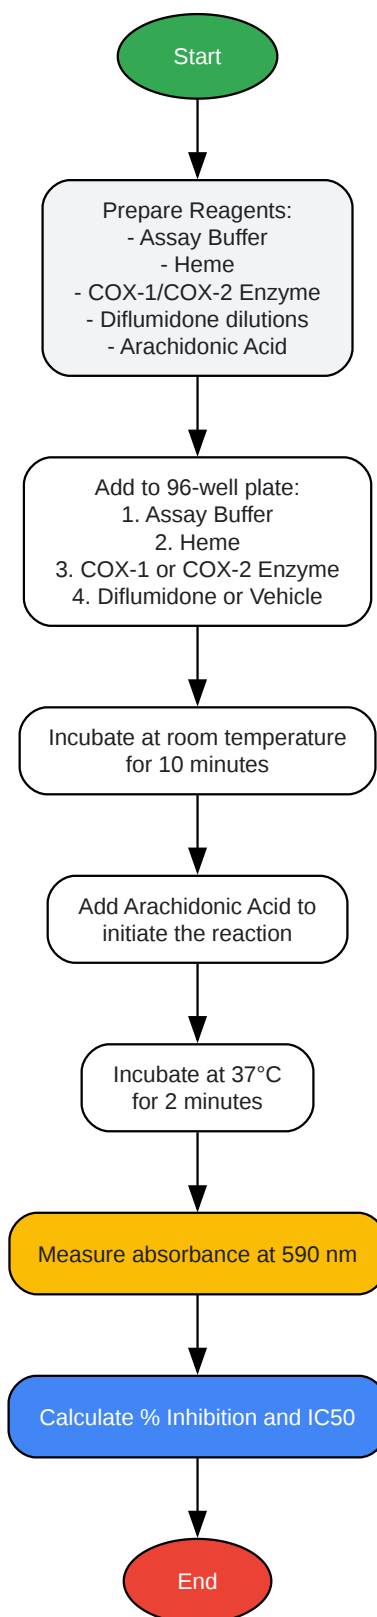 Start
Prepare Reagents:
- Assay Buffer
- Heme
- COX-1/COX-2 Enzyme
- Diflumidone dilutions
- Arachidonic Acid
Add to 96-well plate:
1. Assay Buffer
2. Heme
3. COX-1 or COX-2 Enzyme
4. Diflumidone or Vehicle
Incubate at room temperature
for 10 minutes
Add Arachidonic Acid to
initiate the reaction
Incubate at 37°C
for 2 minutes
Measure absorbance at 590 nm
Calculate % Inhibition and IC50
End